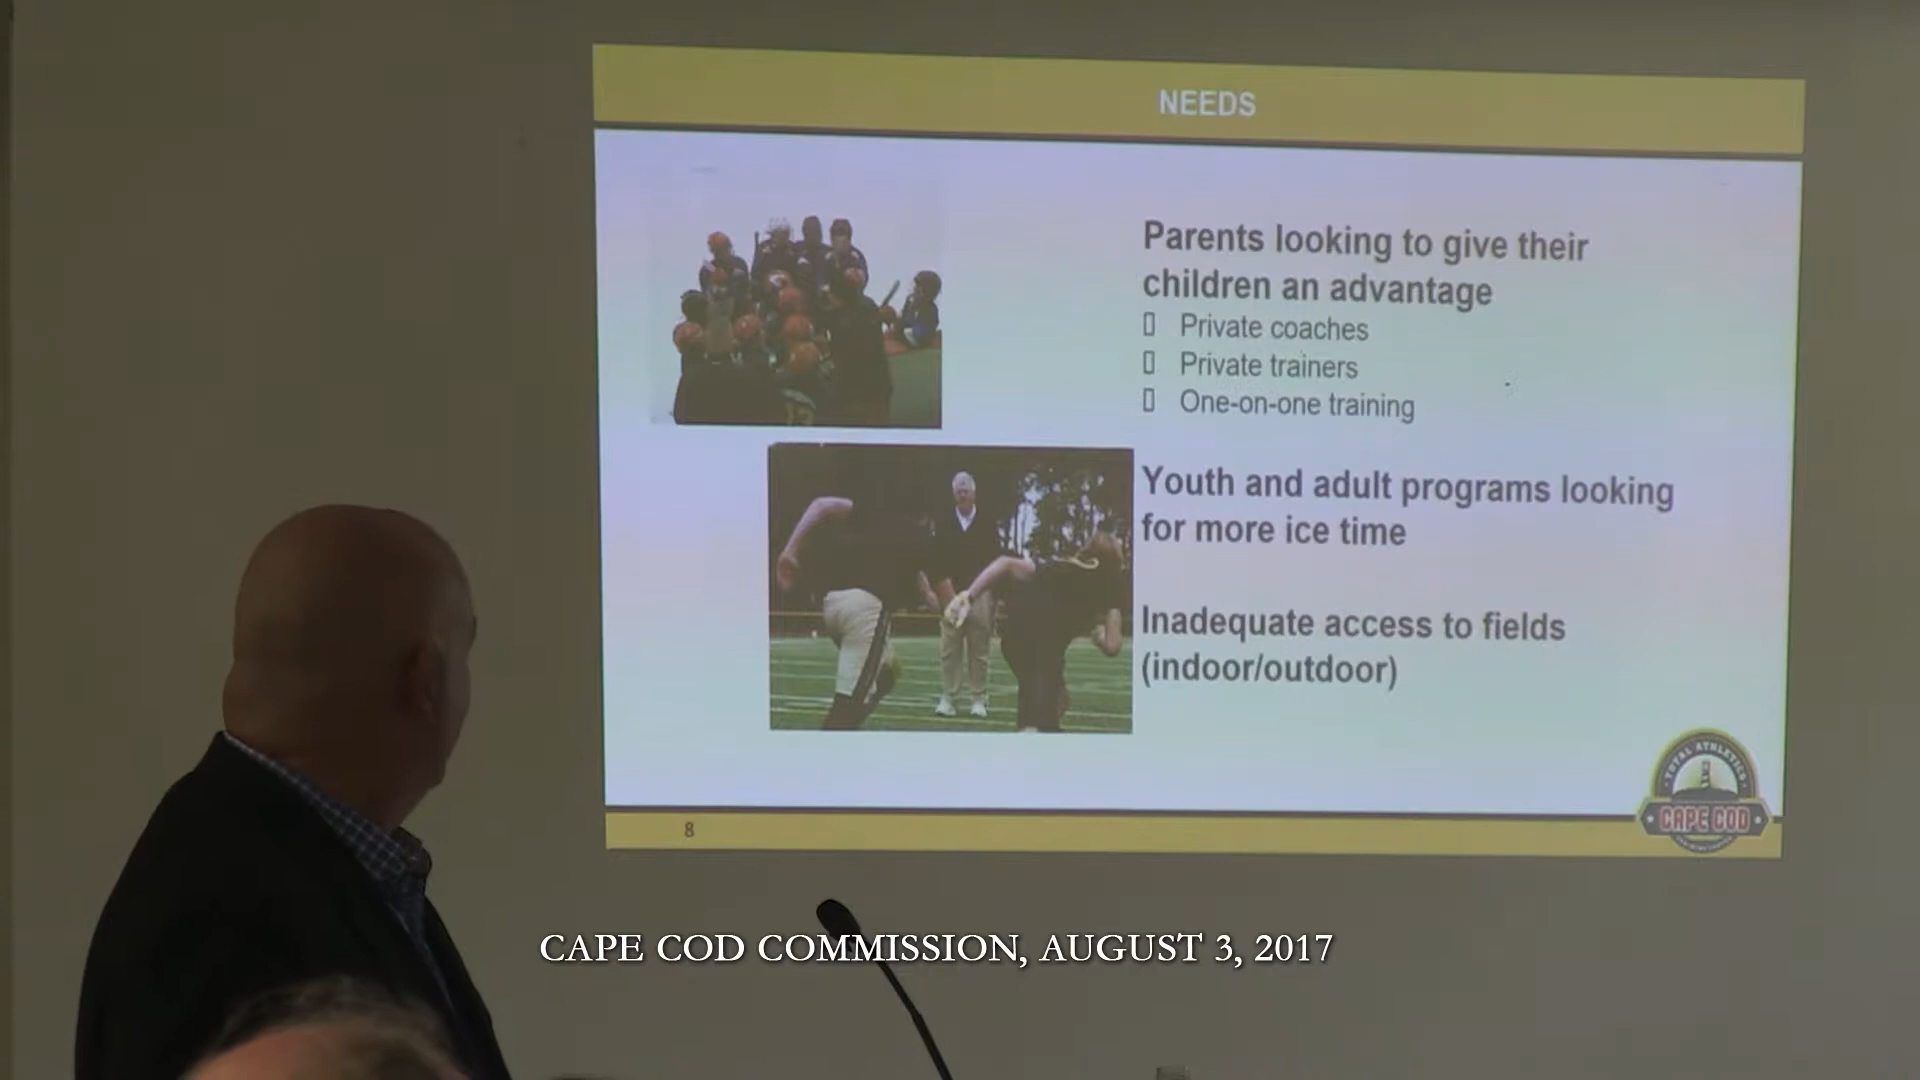 NEEDS
Parents looking to give their
children an advantage
Private coaches
Private trainers
One-on-one training
Youth and adult programs looking
for more ice time
Inadequate access to fields
(indoor/outdoor)
TOTAL ATHLETICS
CAPE COD
8
CAPE COD COMMISSION, AUGUST 3, 2017